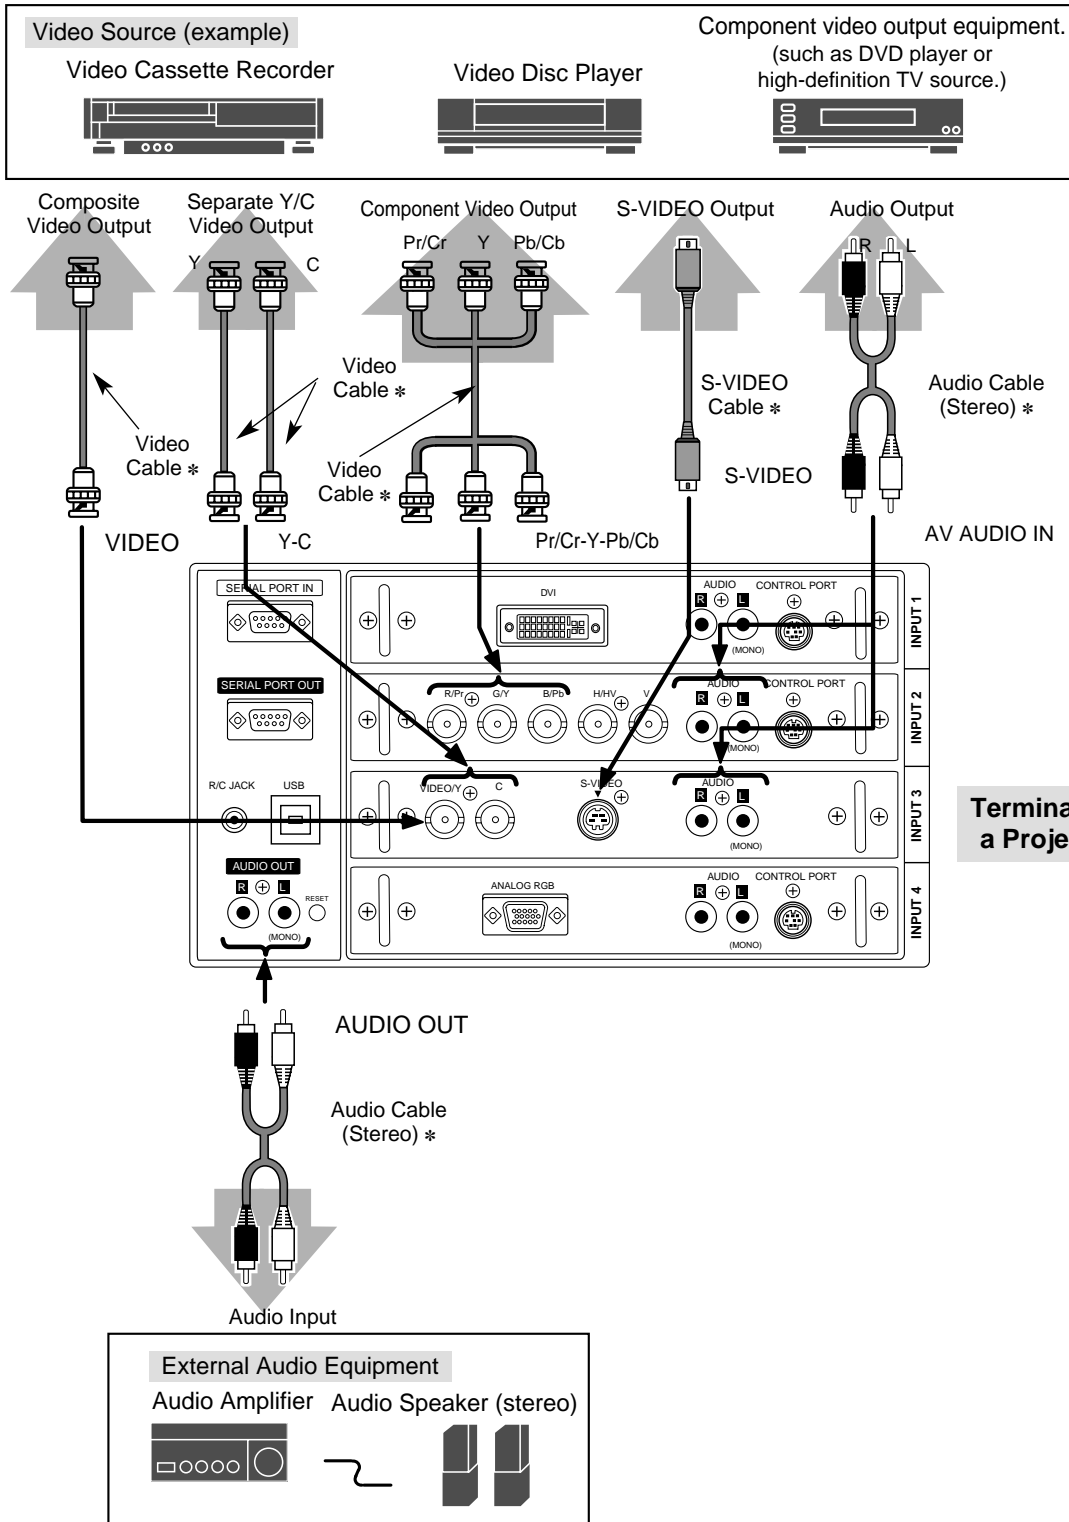 Video Source (example)
Video Cassette Recorder
Video Disc Player
Component video output equipment.
(such as DVD player or
high-definition TV source.)
Composite
Video Output
Separate Y/C
Video Output
Y
C
Component Video Output
Pr/Cr
Y
Pb/Cb
S-VIDEO Output
Audio Output
R
L
Video
Cable *
Video
Cable *
Video
Cable *
S-VIDEO
Cable *
Audio Cable
(Stereo) *
VIDEO
Y-C
Pr/Cr-Y-Pb/Cb
S-VIDEO
AV AUDIO IN
SERIAL PORT IN
DVI
AUDIO
R
L
(MONO)
CONTROL PORT
INPUT 1
SERIAL PORT OUT
R/Pr
G/Y
B/Pb
H/HV
V
AUDIO
R
L
(MONO)
CONTROL PORT
INPUT 2
R/C JACK
USB
VIDEO/Y
C
S-VIDEO
AUDIO
R
L
(MONO)
INPUT 3
AUDIO OUT
R
L
(MONO)
RESET
ANALOG RGB
AUDIO
R
L
(MONO)
CONTROL PORT
INPUT 4
Termina
a Proje
AUDIO OUT
Audio Cable
(Stereo) *
Audio Input
External Audio Equipment
Audio Amplifier
Audio Speaker (stereo)